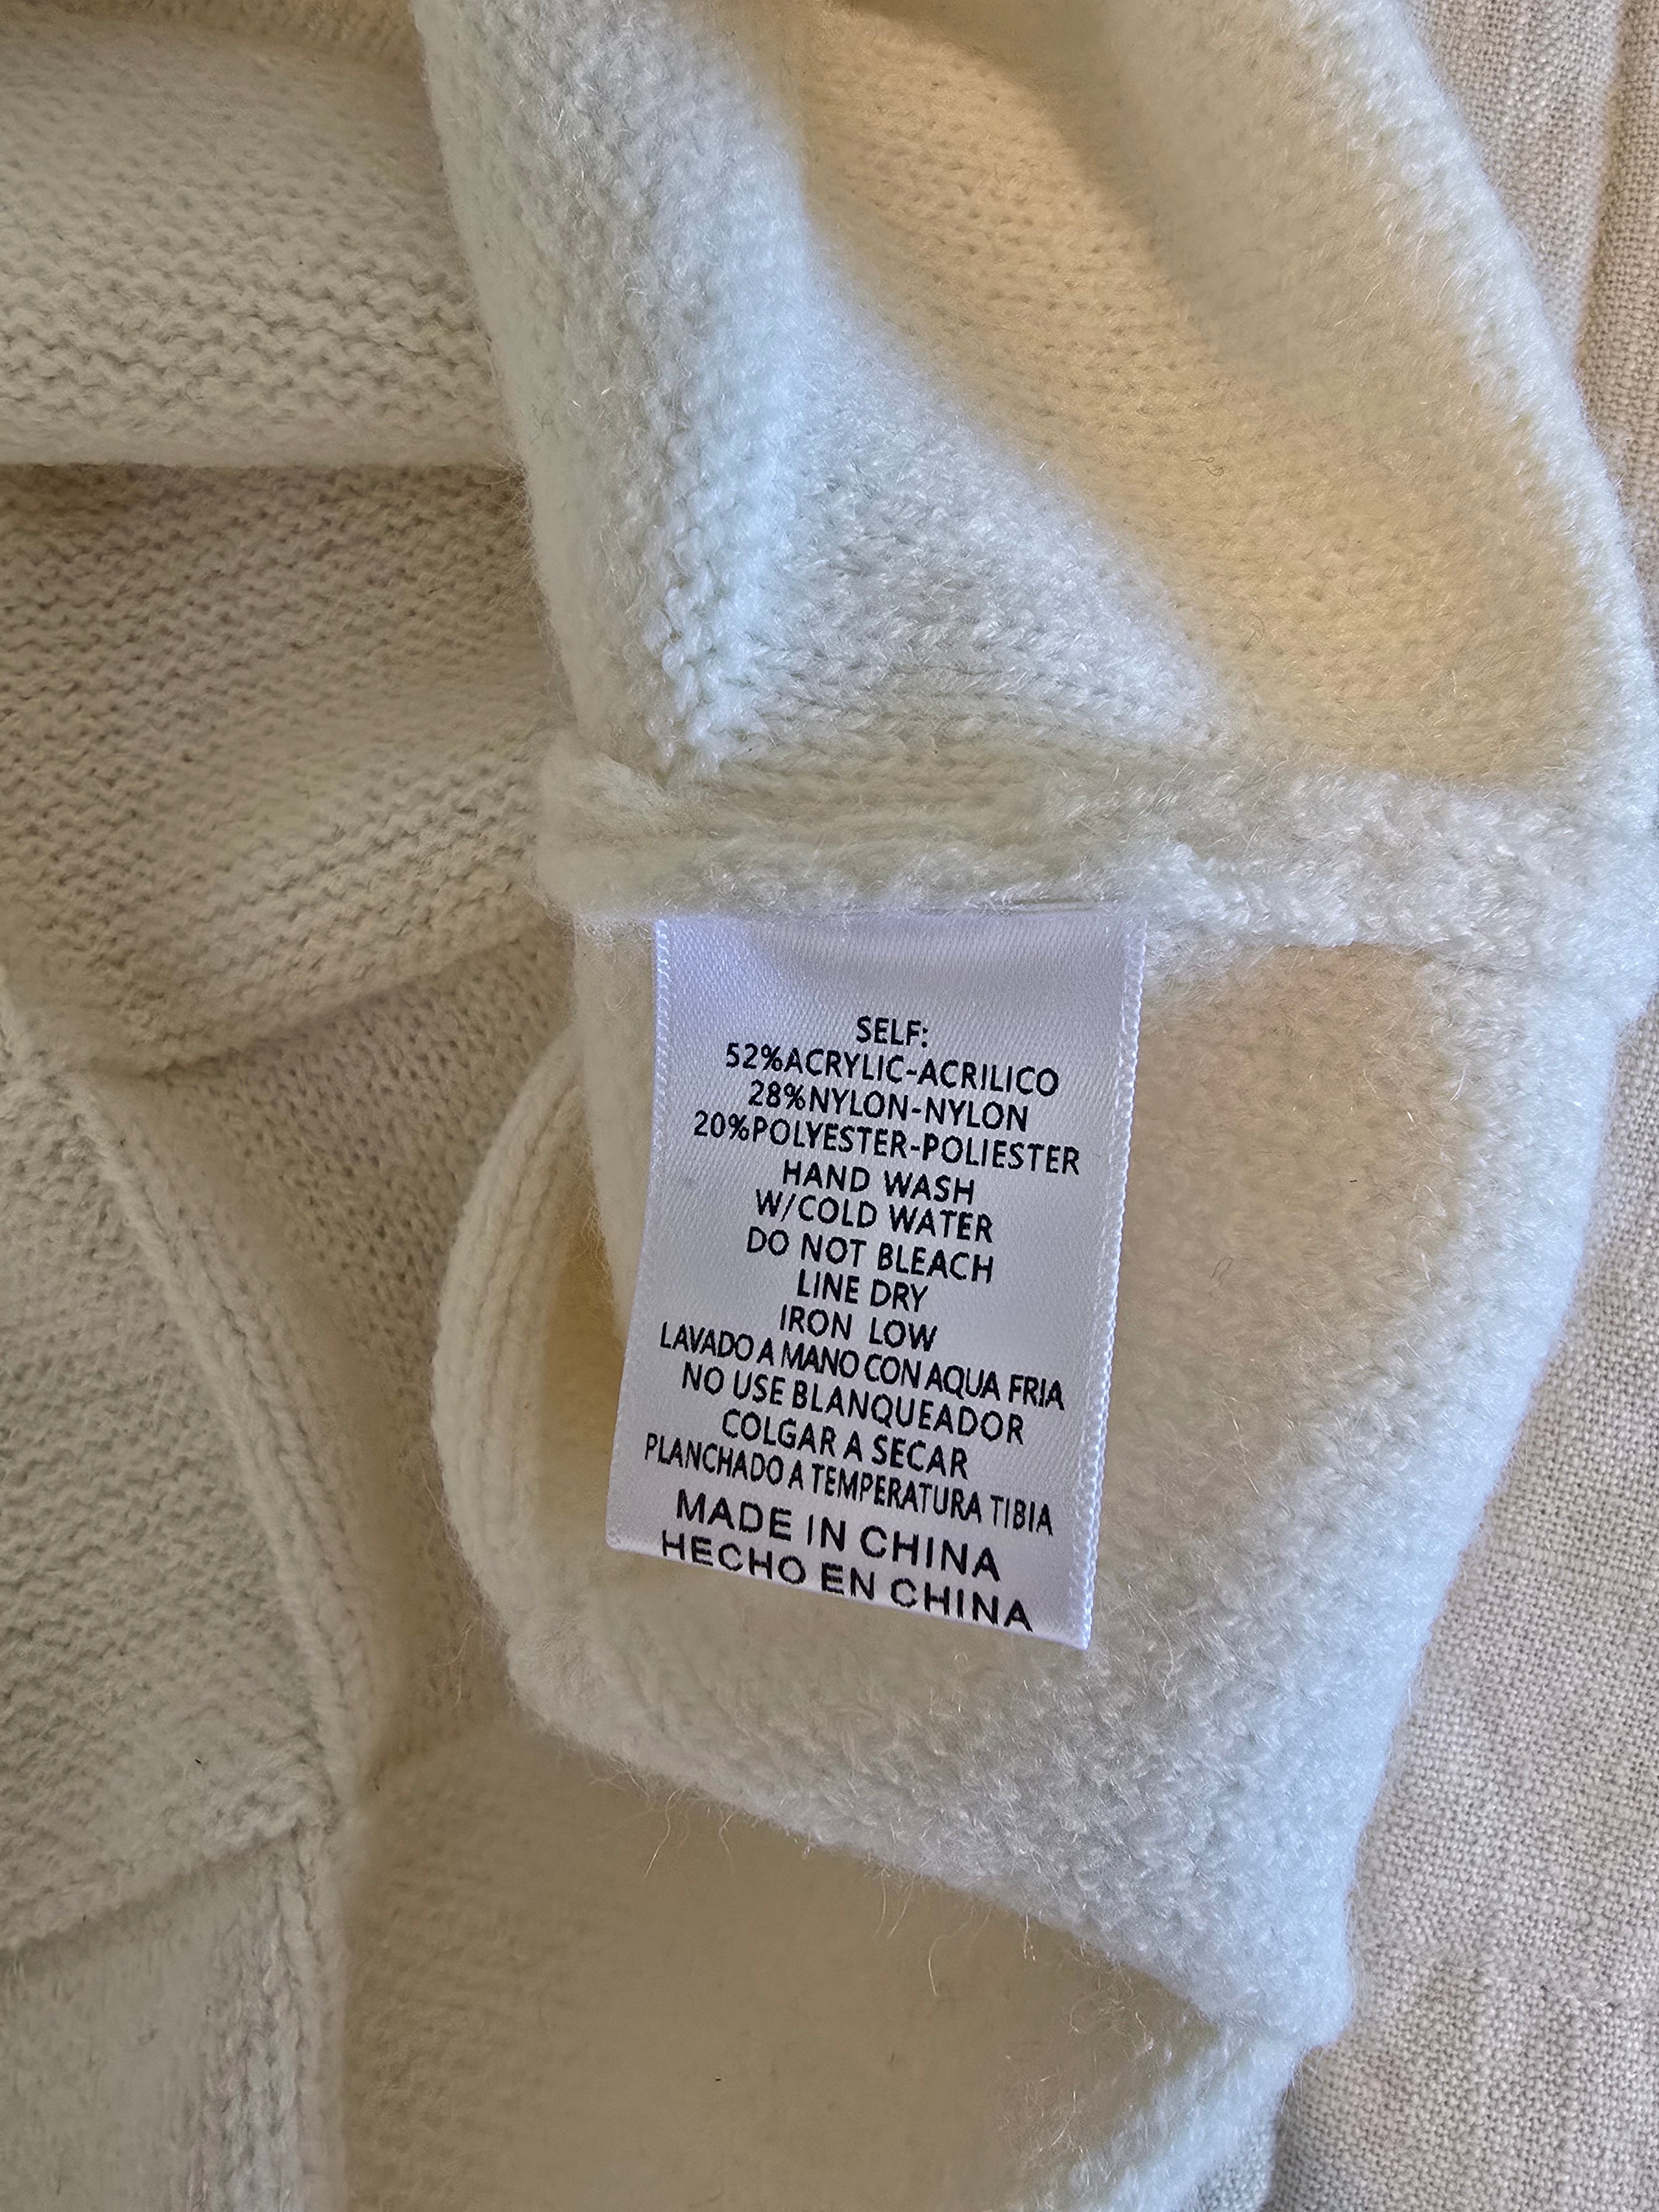 SELF:
52%ACRYLIC-ACRILICO
28%NYLON-NYLON
20%POLYESTER-POLIESTER
HAND WASH
W/COLD WATER
DO NOT BLEACH
LINE DRY
IRON LOW
LAVADO A MANO CON AQUA FRIA
NO USE BLANQUEADOR
COLGAR A SECAR
PLANCHADO A TEMPERATURA TIBIA
MADE IN CHINA
HECHO EN CHINA